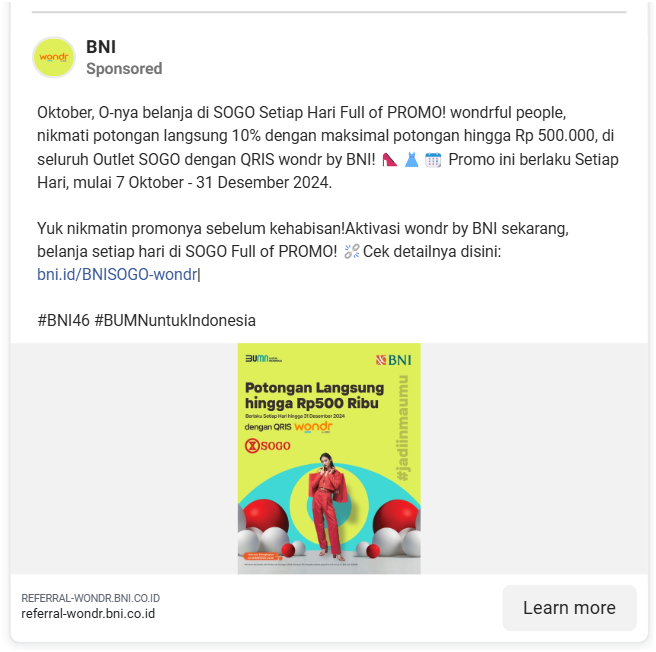 wondr
BNI
Sponsored
Oktober, O-nya belanja di SOGO Setiap Hari Full of PROMO! wondrful people,
nikmati potongan langsung 10% dengan maksimal potongan hingga Rp 500.000, di
seluruh Outlet SOGO dengan QRIS wondr by BNI! 👠 👗 🗓️ Promo ini berlaku Setiap
Hari, mulai 7 Oktober - 31 Desember 2024.
Yuk nikmatin promonya sebelum kehabisan!Aktivasi wondr by BNI sekarang,
belanja setiap hari di SOGO Full of PROMO! ⛓️‍💥 Cek detailnya disini:
bni.id/BNISOGO-wondr|
#BNI46 #BUMNuntukIndonesia
BUMN
BNI
Potongan Langsung
hingga Rp500 Ribu
Berlaku Setiap Hari hingga 31 Desember 2024
dengan QRIS wondr
SOGO
#jadiinmaumu
REFERRAL-WONDR.BNI.CO.ID
referral-wondr.bni.co.id
Learn more